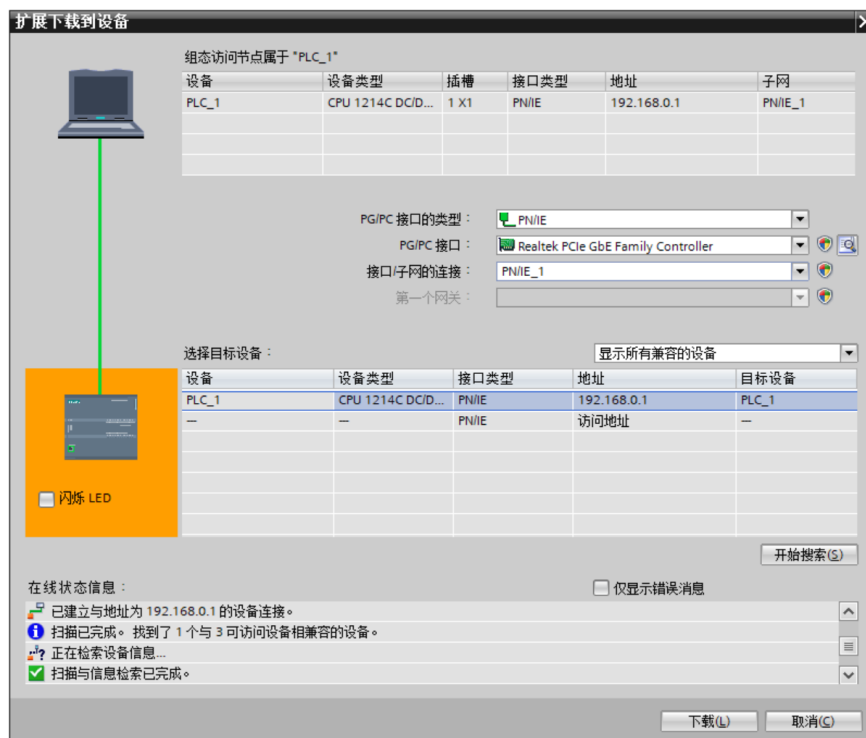 扩展下载到设备
组态访问节点属于 "PLC_1"
设备 设备类型 插槽 接口类型 地址 子网
PLC_1 CPU 1214C DC/D... 1 X1 PN/IE 192.168.0.1 PN/IE_1
PG/PC 接口的类型： PN/IE
PG/PC 接口： Realtek PCIe GbE Family Controller
接口/子网的连接： PN/IE_1
第一个网关：
选择目标设备： 显示所有兼容的设备
设备 设备类型 接口类型 地址 目标设备
PLC_1 CPU 1214C DC/D... PN/IE 192.168.0.1 PLC_1
— — PN/IE 访问地址 —
闪烁 LED
开始搜索(S)
在线状态信息： 仅显示错误消息
已建立与地址为 192.168.0.1 的设备连接。
扫描已完成。 找到了 1 个与 3 可访问设备相兼容的设备。
正在检索设备信息...
扫描与信息检索已完成。
下载(L) 取消(C)